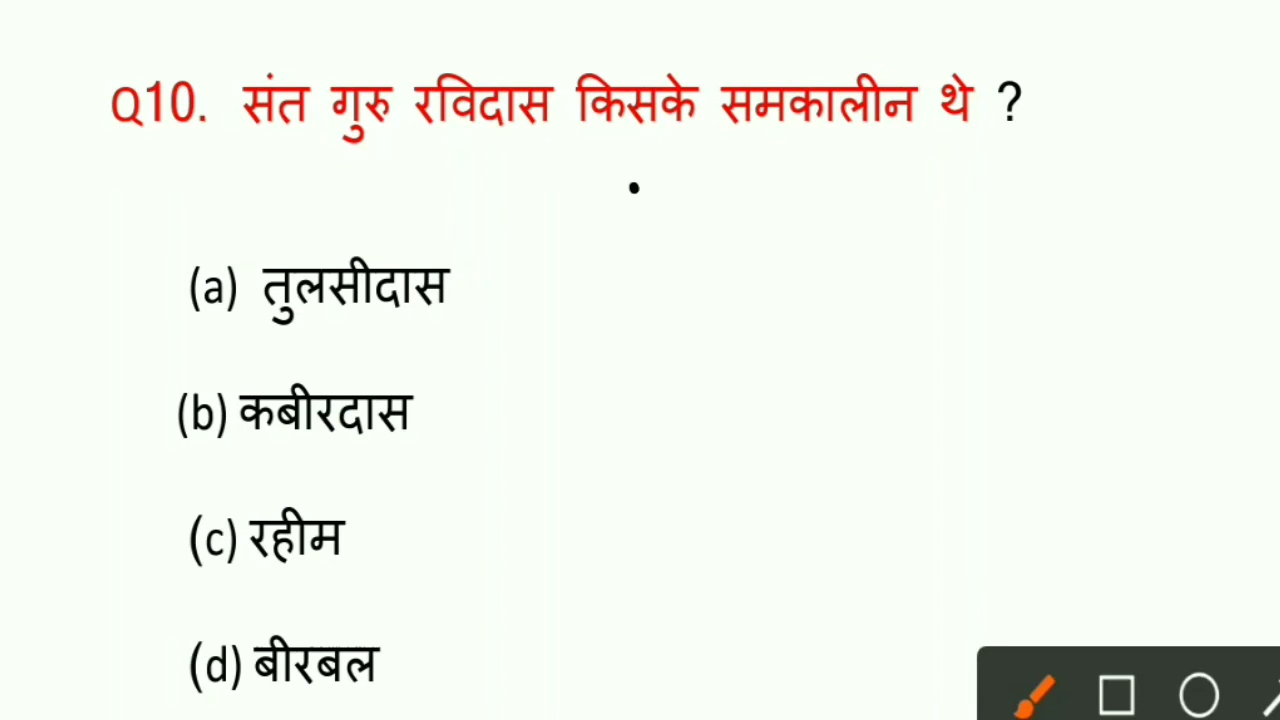 Q10. संत गुरु रविदास किसके समकालीन थे ?
(a) तुलसीदास
(b) कबीरदास
(c) रहीम
(d) बीरबल